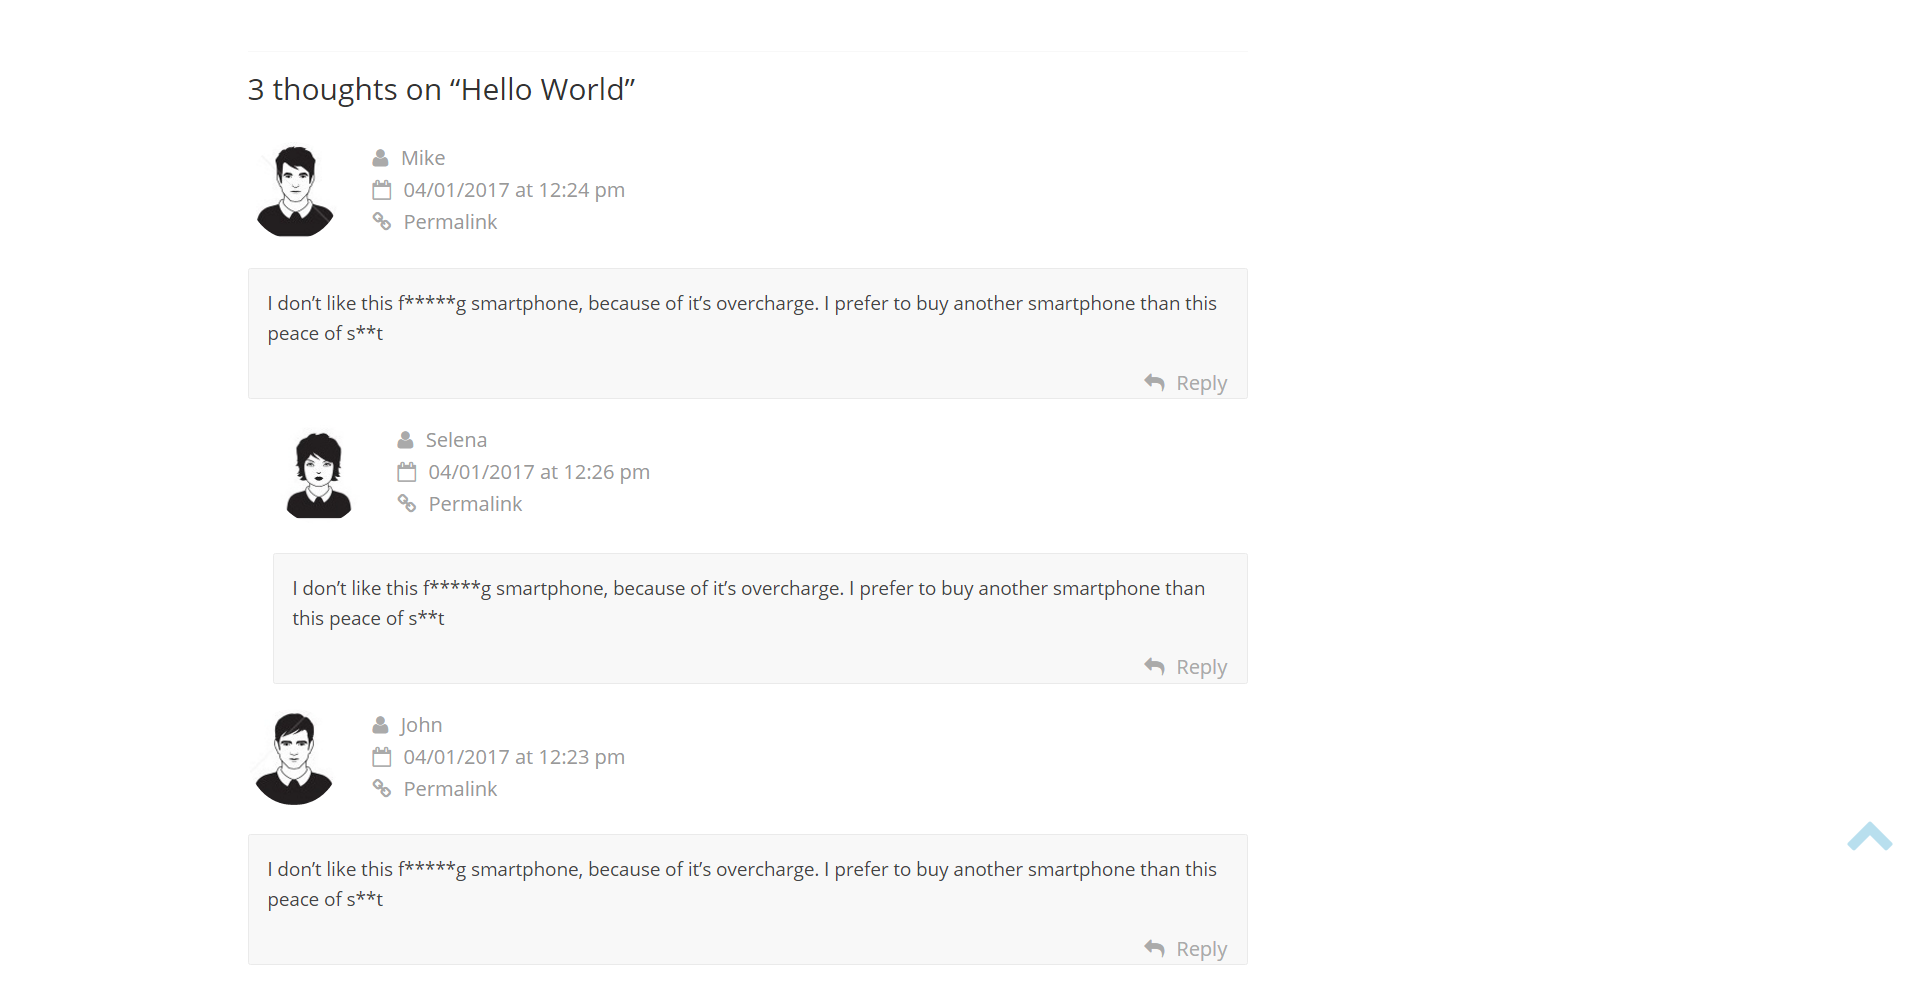 3 thoughts on “Hello World”
Mike
04/01/2017 at 12:24 pm
Permalink
I don’t like this f*****g smartphone, because of it’s overcharge. I prefer to buy another smartphone than this
peace of s**t
Reply
Selena
04/01/2017 at 12:26 pm
Permalink
I don’t like this f*****g smartphone, because of it’s overcharge. I prefer to buy another smartphone than
this peace of s**t
Reply
John
04/01/2017 at 12:23 pm
Permalink
I don’t like this f*****g smartphone, because of it’s overcharge. I prefer to buy another smartphone than this
peace of s**t
Reply